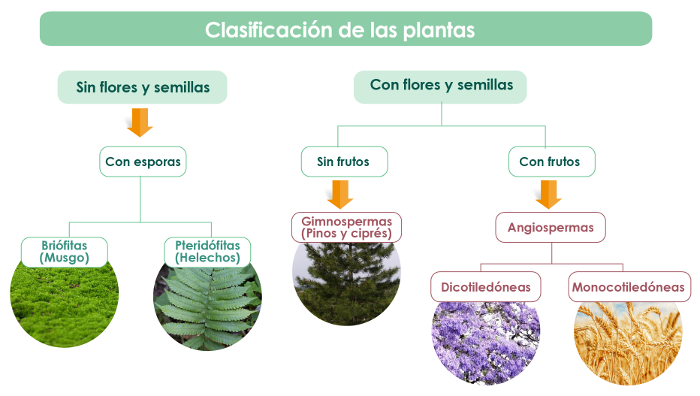 Clasificación de las plantas
Sin flores y semillas
Con flores y semillas
Con esporas
Sin frutos
Con frutos
Briófitas
(Musgo)
Pteridófitas
(Helechos)
Gimnospermas
(Pinos y ciprés)
Angiospermas
Dicotiledóneas
Monocotiledóneas